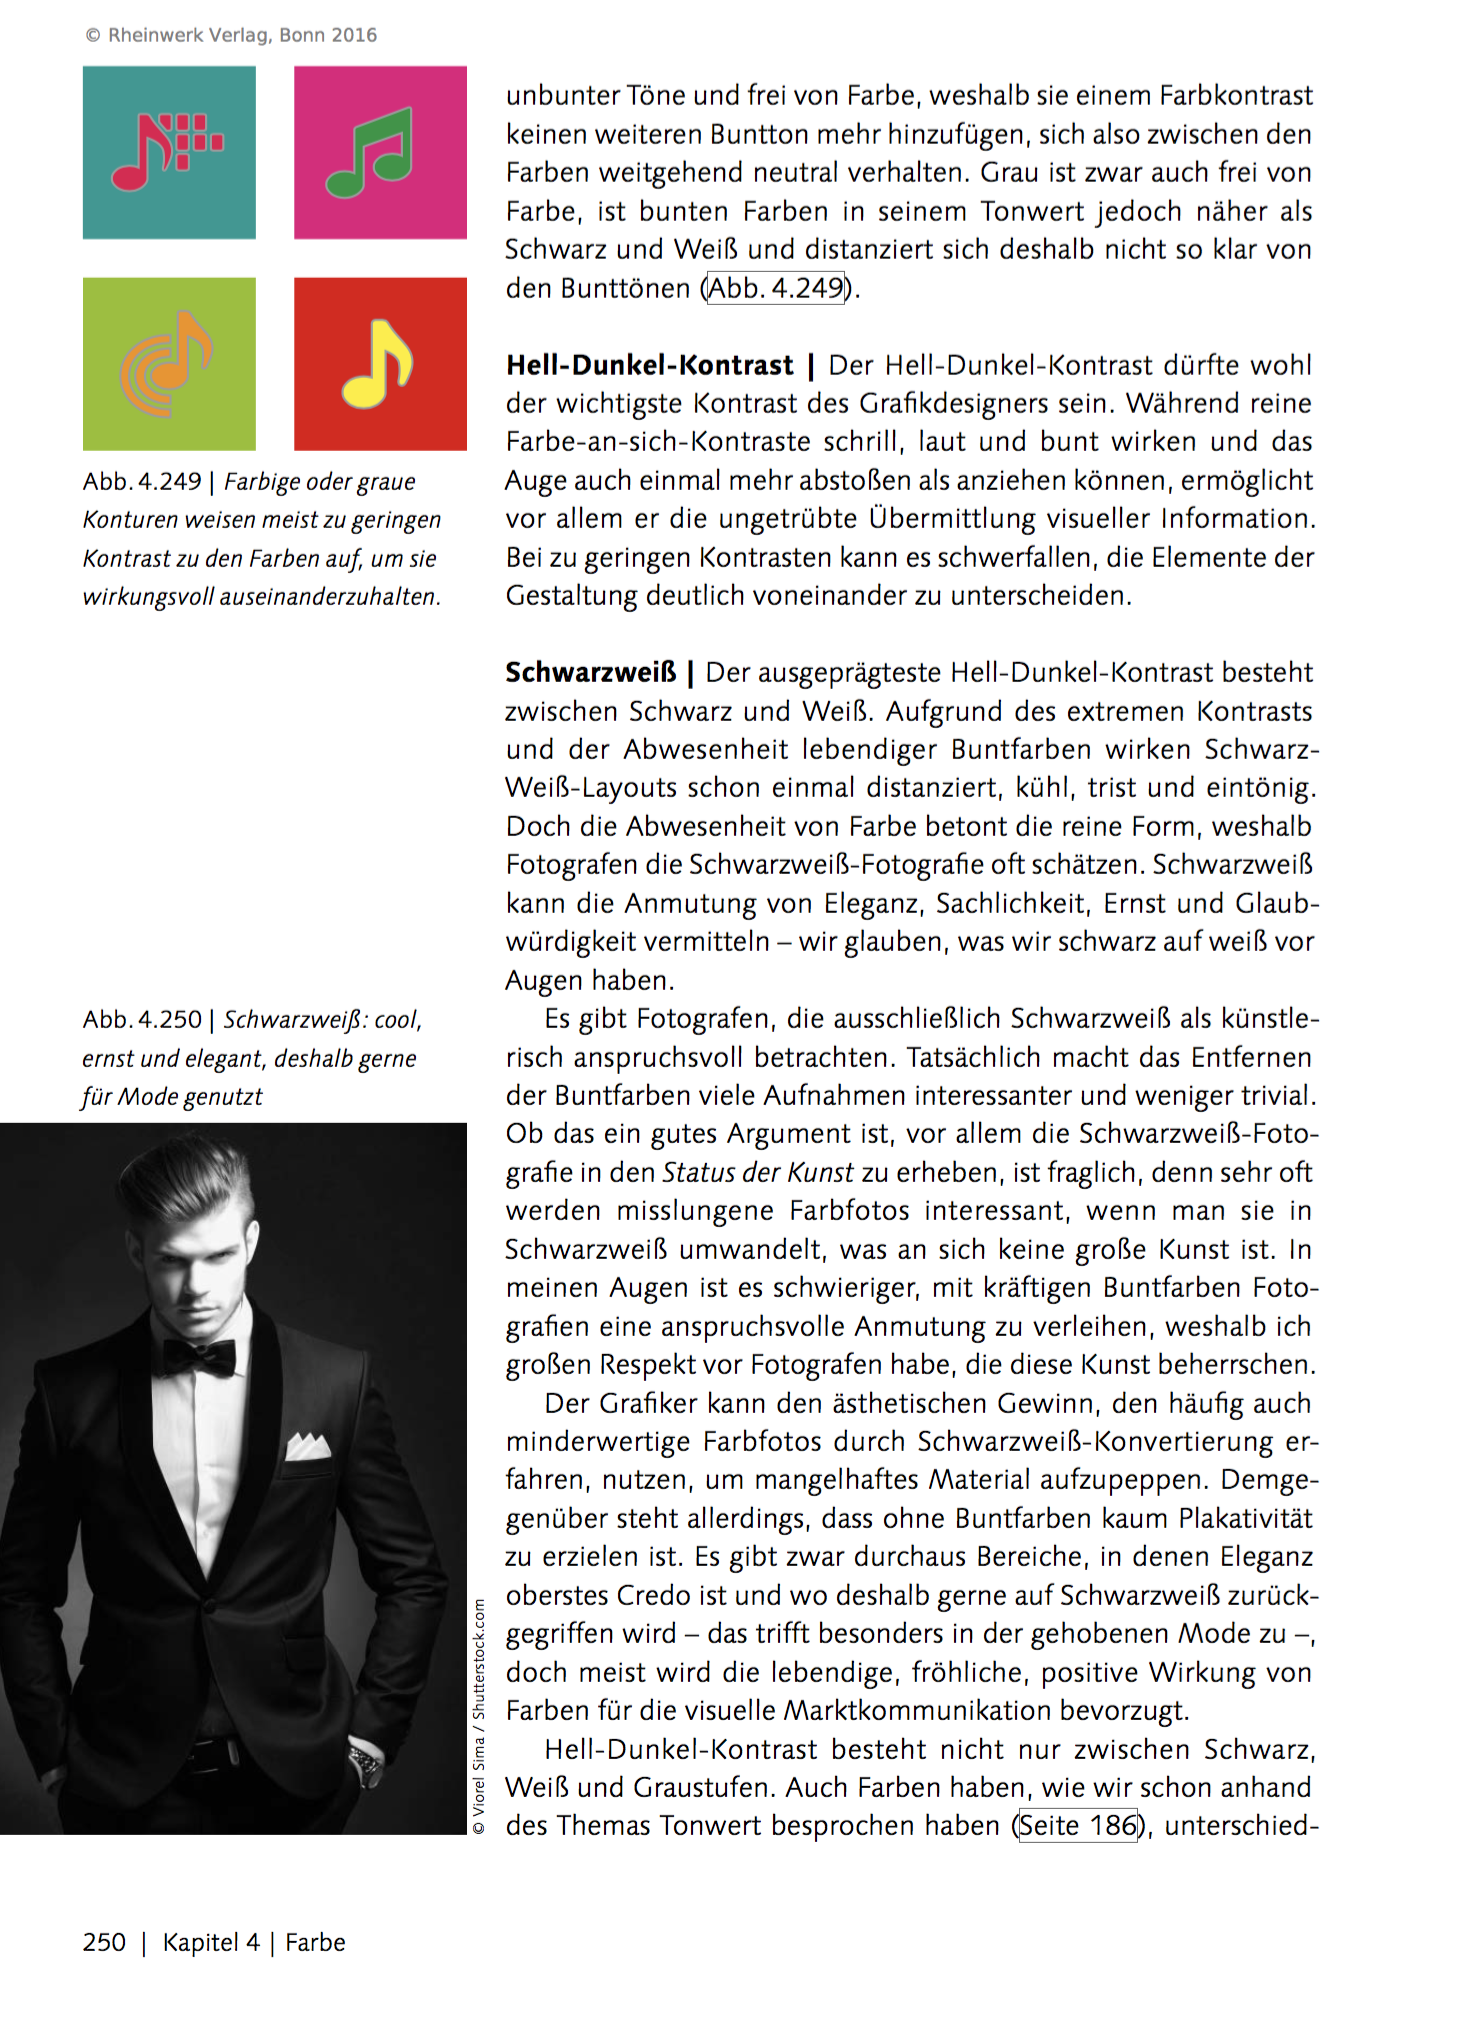 © Rheinwerk Verlag, Bonn 2016
unbunter Töne und frei von Farbe, weshalb sie einem Farbkontrast
keinen weiteren Buntton mehr hinzufügen, sich also zwischen den
Farben weitgehend neutral verhalten. Grau ist zwar auch frei von
Farbe, ist bunten Farben in seinem Tonwert jedoch näher als
Schwarz und Weiß und distanziert sich deshalb nicht so klar von
den Bunttönen (Abb. 4.249).
Hell-Dunkel-Kontrast | Der Hell-Dunkel-Kontrast dürfte wohl
der wichtigste Kontrast des Grafikdesigners sein. Während reine
Farbe-an-sich-Kontraste schrill, laut und bunt wirken und das
Auge auch einmal mehr abstoßen als anziehen können, ermöglicht
vor allem er die ungetrübte Übermittlung visueller Information.
Bei zu geringen Kontrasten kann es schwerfallen, die Elemente der
Gestaltung deutlich voneinander zu unterscheiden.
Abb. 4.249 | Farbige oder graue
Konturen weisen meist zu geringen
Kontrast zu den Farben auf, um sie
wirkungsvoll auseinanderzuhalten.
Schwarzweiß | Der ausgeprägteste Hell-Dunkel-Kontrast besteht
zwischen Schwarz und Weiß. Aufgrund des extremen Kontrasts
und der Abwesenheit lebendiger Buntfarben wirken Schwarz-
Weiß-Layouts schon einmal distanziert, kühl, trist und eintönig.
Doch die Abwesenheit von Farbe betont die reine Form, weshalb
Fotografen die Schwarzweiß-Fotografie oft schätzen. Schwarzweiß
kann die Anmutung von Eleganz, Sachlichkeit, Ernst und Glaub-
würdigkeit vermitteln – wir glauben, was wir schwarz auf weiß vor
Augen haben.
Es gibt Fotografen, die ausschließlich Schwarzweiß als künstle-
risch anspruchsvoll betrachten. Tatsächlich macht das Entfernen
der Buntfarben viele Aufnahmen interessanter und weniger trivial.
Ob das ein gutes Argument ist, vor allem die Schwarzweiß-Foto-
grafie in den Status der Kunst zu erheben, ist fraglich, denn sehr oft
werden misslungene Farbfotos interessant, wenn man sie in
Schwarzweiß umwandelt, was an sich keine große Kunst ist. In
meinen Augen ist es schwieriger, mit kräftigen Buntfarben Foto-
grafien eine anspruchsvolle Anmutung zu verleihen, weshalb ich
großen Respekt vor Fotografen habe, die diese Kunst beherrschen.
Der Grafiker kann den ästhetischen Gewinn, den häufig auch
minderwertige Farbfotos durch Schwarzweiß-Konvertierung er-
fahren, nutzen, um mangelhaftes Material aufzupeppen. Demge-
genüber steht allerdings, dass ohne Buntfarben kaum Plakativität
zu erzielen ist. Es gibt zwar durchaus Bereiche, in denen Eleganz
oberstes Credo ist und wo deshalb gerne auf Schwarzweiß zurück-
gegriffen wird – das trifft besonders in der gehobenen Mode zu –,
doch meist wird die lebendige, fröhliche, positive Wirkung von
Farben für die visuelle Marktkommunikation bevorzugt.
Hell-Dunkel-Kontrast besteht nicht nur zwischen Schwarz,
Weiß und Graustufen. Auch Farben haben, wie wir schon anhand
des Themas Tonwert besprochen haben (Seite 186), unterschied-
Abb. 4.250 | Schwarzweiß: cool,
ernst und elegant, deshalb gerne
für Mode genutzt
© Viorel Sima / Shutterstock.com
250 | Kapitel 4 | Farbe